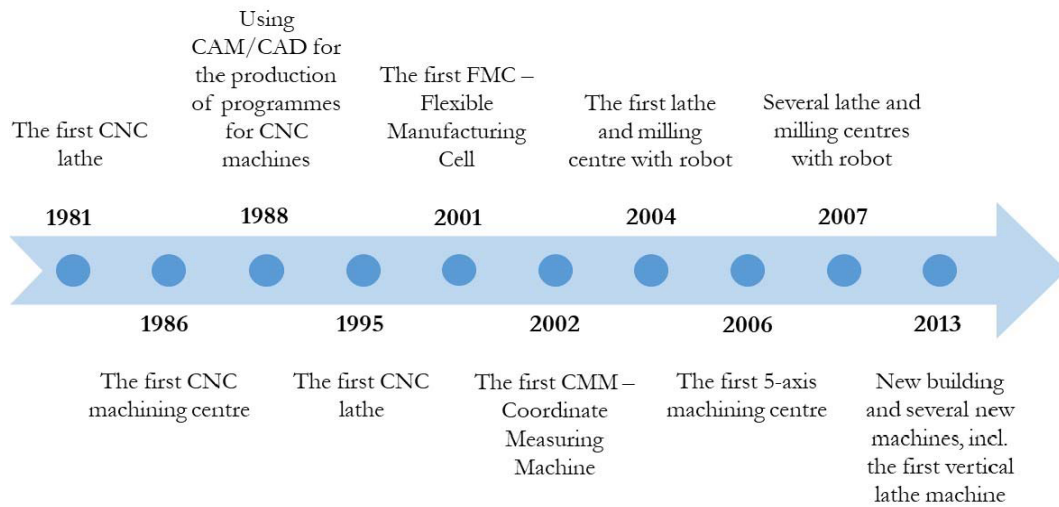 The first CNC
lathe
1981
1986
The first CNC
machining centre
Using
CAM/CAD for
the production
of programmes
for CNC
machines
1988
1995
The first CNC
lathe
The first FMC –
Flexible
Manufacturing
Cell
2001
2002
The first CMM –
Coordinate
Measuring
Machine
The first lathe
and milling
centre with robot
2004
2006
The first 5-axis
machining centre
Several lathe and
milling centres
with robot
2007
2013
New building
and several new
machines, incl.
the first vertical
lathe machine